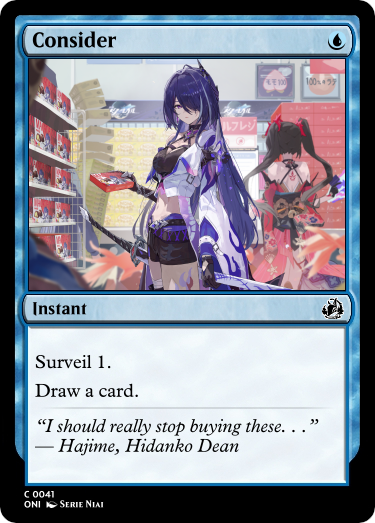 Consider
Instant
Surveil 1.
Draw a card.
“I should really stop buying these. . .”
— Hajime, Hidanko Dean
C 0041
ONI Serie Niai